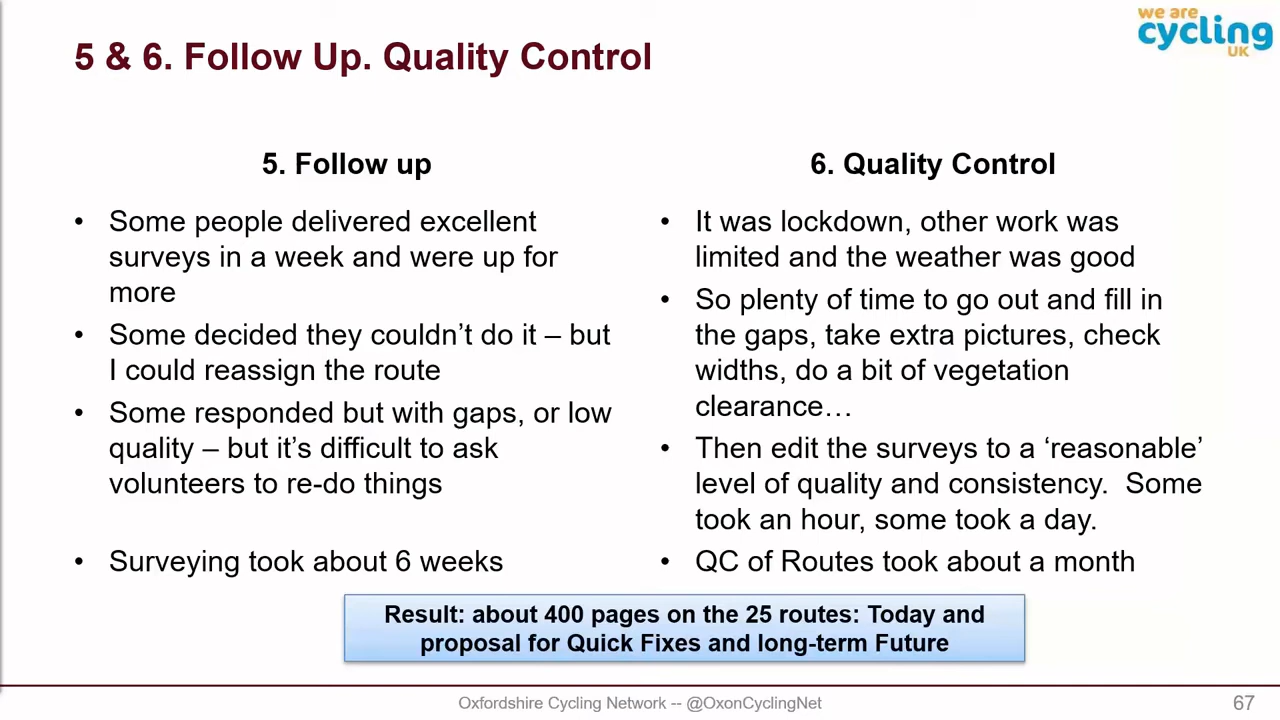 we are
cycling
UK
5 & 6. Follow Up. Quality Control
5. Follow up
• Some people delivered excellent
surveys in a week and were up for
more
• Some decided they couldn’t do it – but
I could reassign the route
• Some responded but with gaps, or low
quality – but it’s difficult to ask
volunteers to re-do things
• Surveying took about 6 weeks
6. Quality Control
• It was lockdown, other work was
limited and the weather was good
• So plenty of time to go out and fill in
the gaps, take extra pictures, check
widths, do a bit of vegetation
clearance…
• Then edit the surveys to a ‘reasonable’
level of quality and consistency.  Some
took an hour, some took a day.
• QC of Routes took about a month
Result: about 400 pages on the 25 routes: Today and
proposal for Quick Fixes and long-term Future
Oxfordshire Cycling Network -- @OxonCyclingNet
67